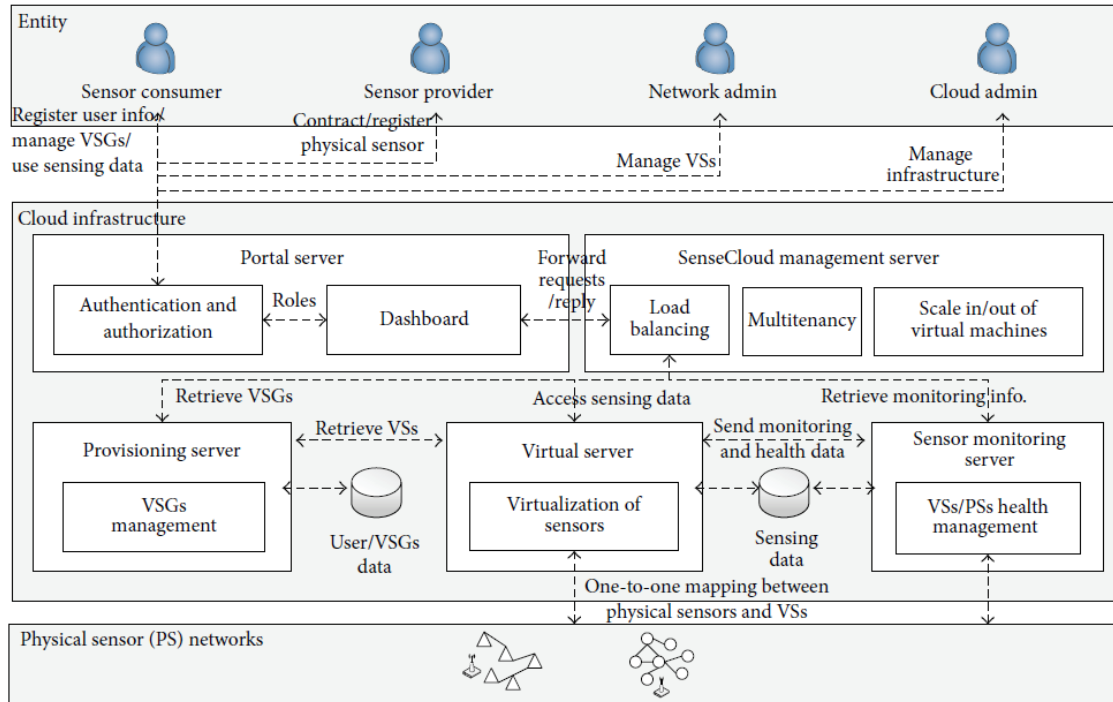 Entity
Sensor consumer
Sensor provider
Network admin
Cloud admin
Register user info/
manage VSGs/
use sensing data
Contract/register
physical sensor
Manage VSs
Manage
infrastructure
Cloud infrastructure
Portal server
Forward
requests
/reply
SenseCloud management server
Authentication and
authorization
Roles
Dashboard
Load
balancing
Multitenancy
Scale in/out of
virtual machines
Retrieve VSGs
Access sensing data
Retrieve monitoring info.
Provisioning server
Retrieve VSs
Virtual server
Send monitoring
and health data
Sensor monitoring
server
VSGs
management
User/VSGs
data
Virtualization of
sensors
Sensing
data
VSs/PSs health
management
One-to-one mapping between
physical sensors and VSs
Physical sensor (PS) networks